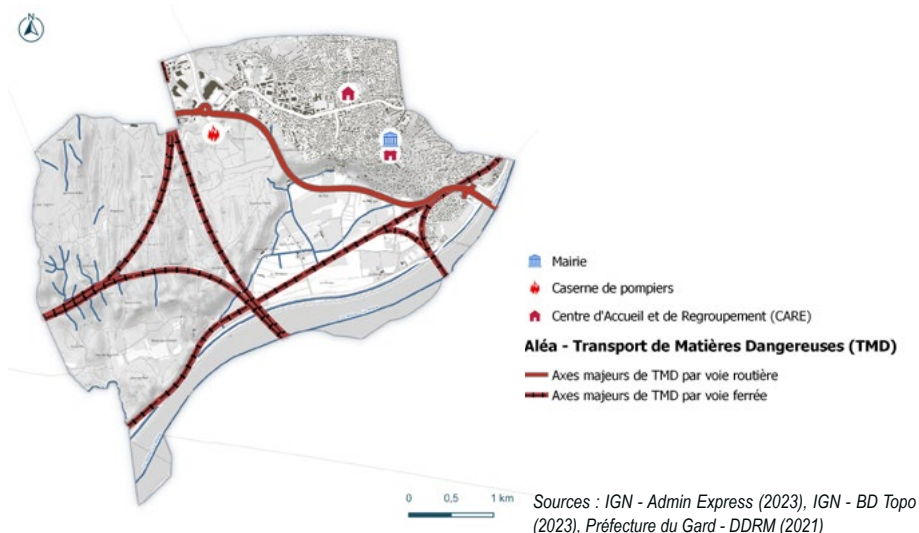 N
Mairie
Caserne de pompiers
Centre d'Accueil et de Regroupement (CARE)
Aléa - Transport de Matières Dangereuses (TMD)
Axes majeurs de TMD par voie routière
Axes majeurs de TMD par voie ferrée
0 0,5 1 km
Sources : IGN - Admin Express (2023), IGN - BD Topo
(2023), Préfecture du Gard - DDRM (2021)